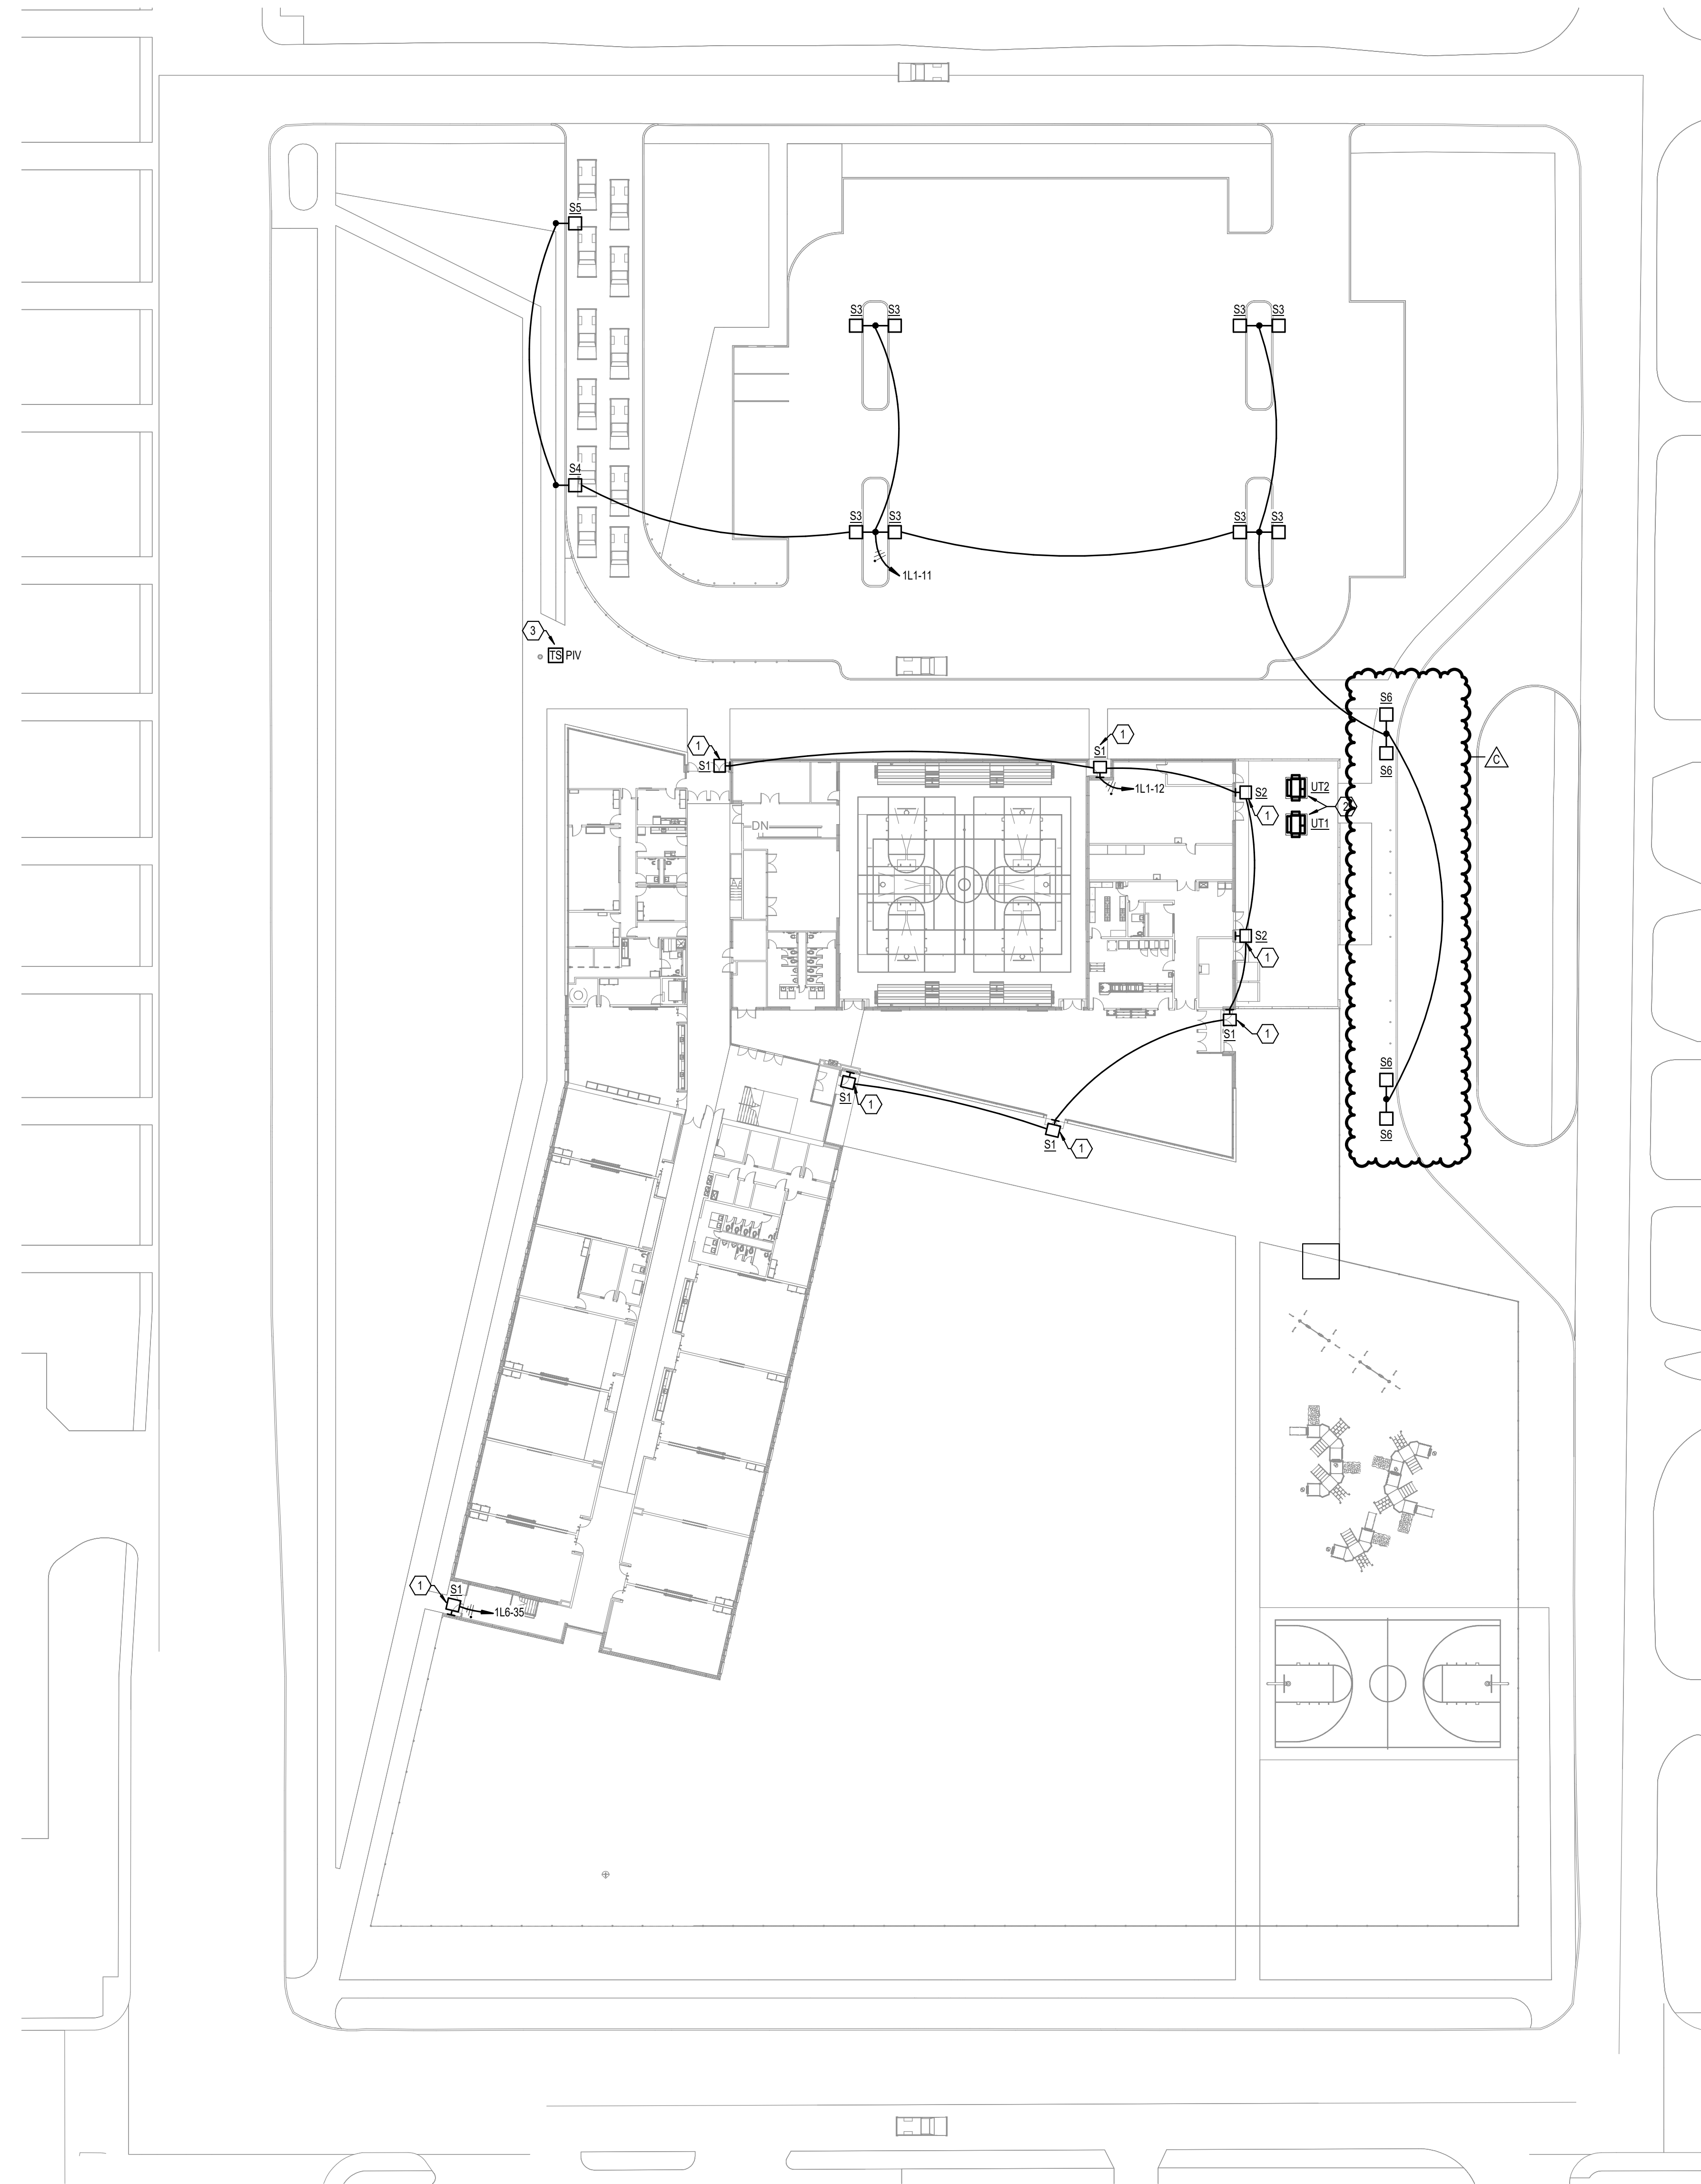 S5
S3 S3 S3 S3
S4
S3 S3 S3 S3
1L1-11
3
TS PIV
S6
S6
C
1
S1
1
S1
1L1-12
S2
1
UT2
UT1
2
DN
S2
1
S1
1
S6
S6
S1
1
S1
1
1
S1
1L6-35